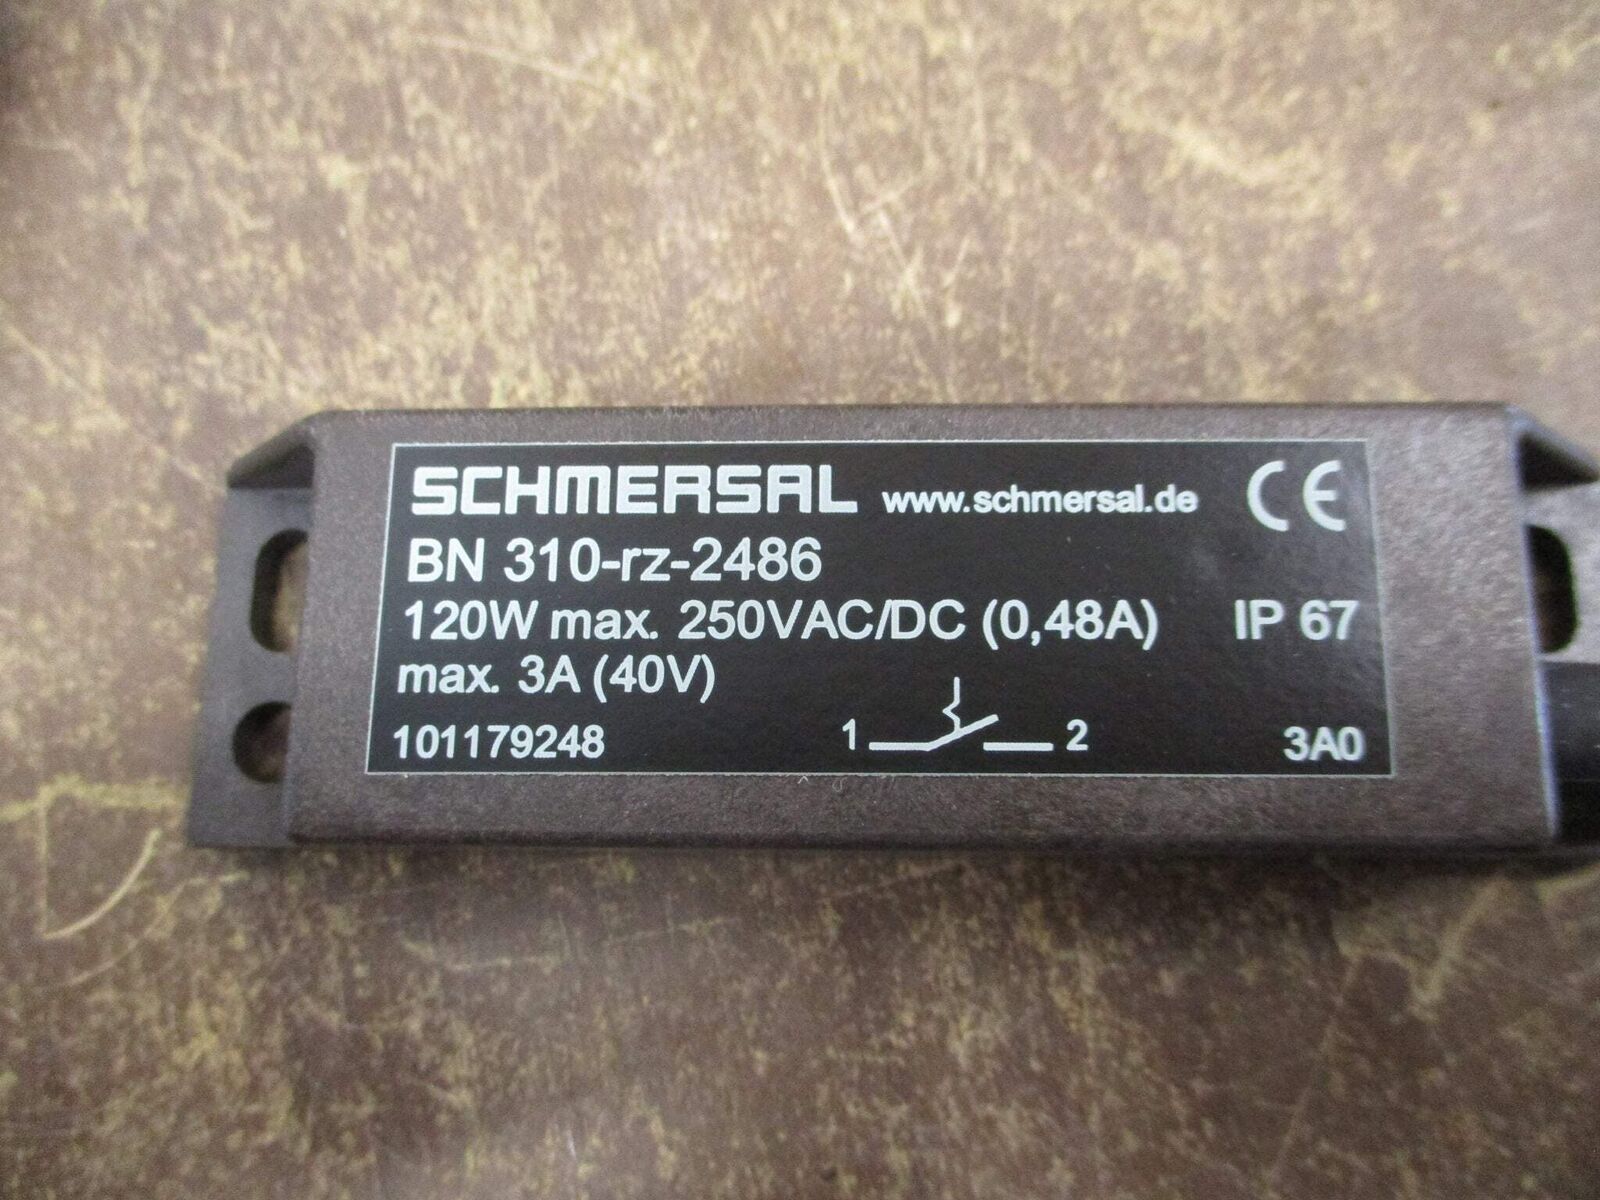 SCHMERSAL www.schmersal.de CE
BN 310-rz-2486
120W max. 250VAC/DC (0,48A) IP 67
max. 3A (40V)
101179248 1 2 3A0